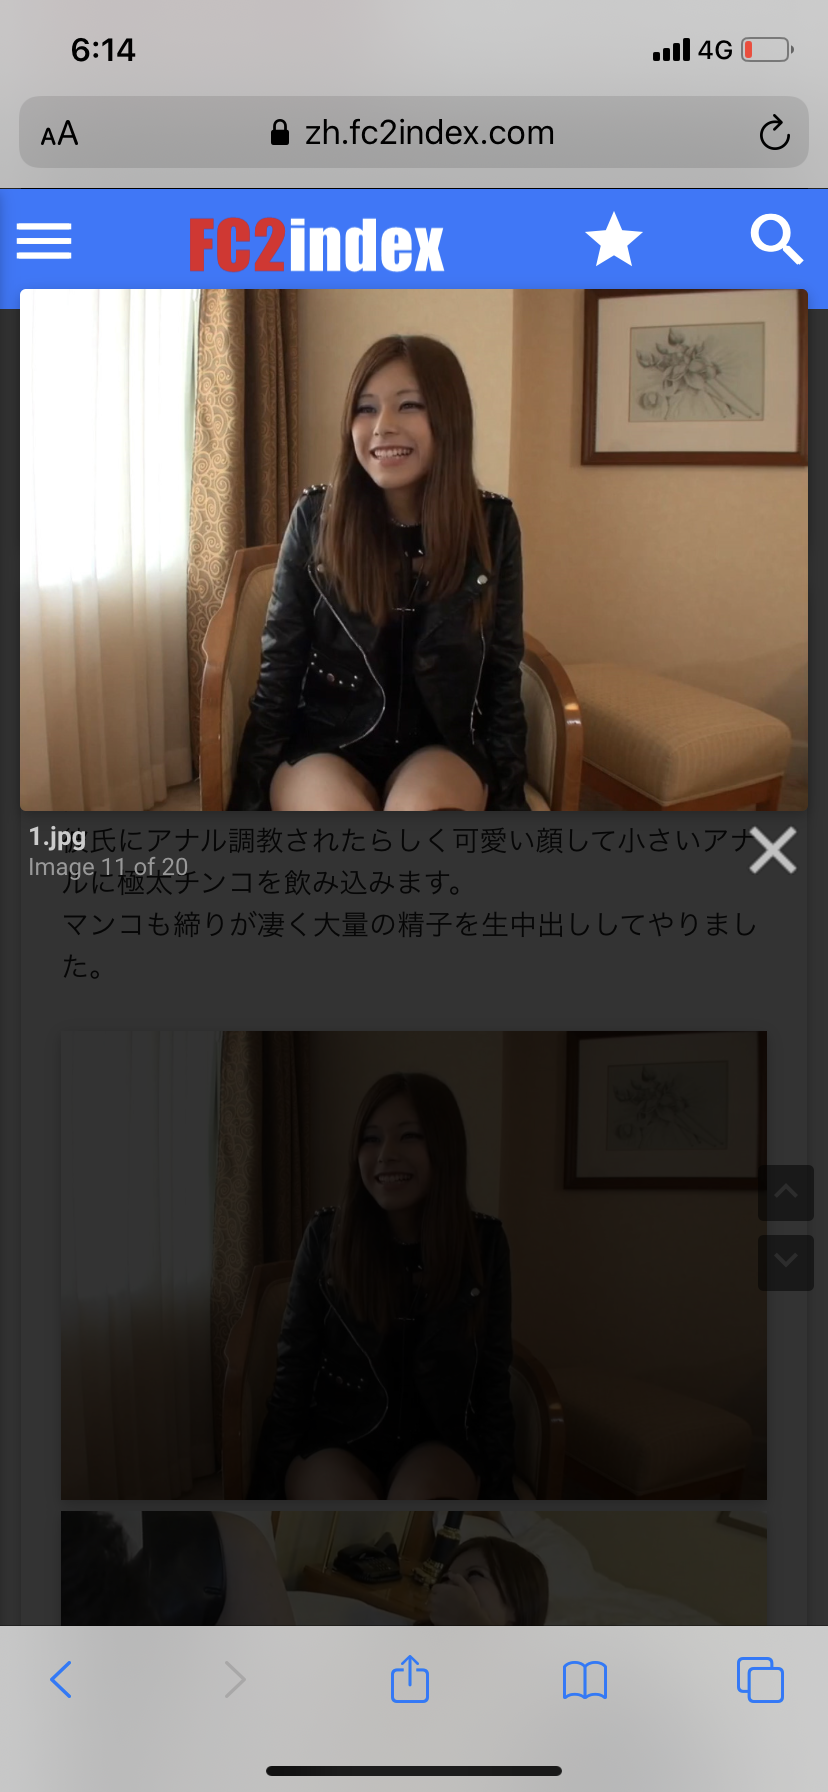 6:14
4G
AA
zh.fc2index.com
FC2index
1.jpg
Image 11 of 20
氏にアナル調教されたらしく可愛い顔して小さいアナ
ルに極太チンコを飲み込みます。
マンコも締りが凄く大量の精子を生中出ししてやりまし
た。